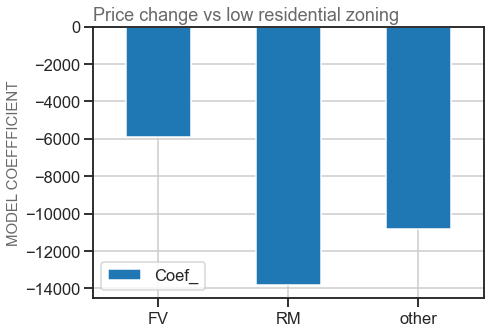 Price change vs low residential zoning
MODEL COEFFFICIENT
0
−2000
−4000
−6000
−8000
−10000
−12000
−14000
Coef_
FV RM other